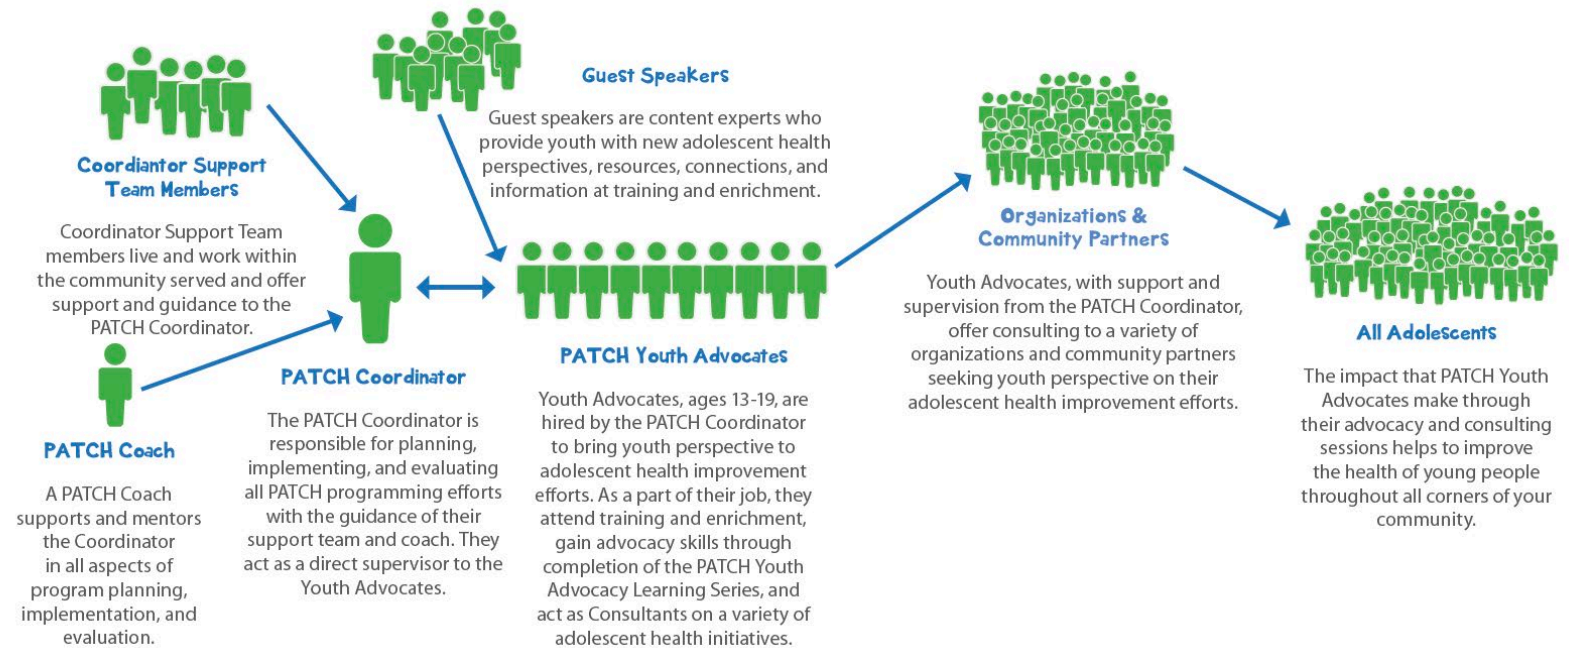 Guest Speakers
Guest speakers are content experts who
provide youth with new adolescent health
perspectives, resources, connections, and
information at training and enrichment.
Coordiantor Support
Team Members
Coordinator Support Team
members live and work within
the community served and offer
support and guidance to the
PATCH Coordinator.
PATCH Coach
A PATCH Coach
supports and mentors
the Coordinator
in all aspects of
program planning,
implementation, and
evaluation.
PATCH Coordinator
The PATCH Coordinator is
responsible for planning,
implementing, and evaluating
all PATCH programming efforts
with the guidance of their
support team and coach. They
act as a direct supervisor to the
Youth Advocates.
PATCH Youth Advocates
Youth Advocates, ages 13-19, are
hired by the PATCH Coordinator
to bring youth perspective to
adolescent health improvement
efforts. As a part of their job, they
attend training and enrichment,
gain advocacy skills through
completion of the PATCH Youth
Advocacy Learning Series, and
act as Consultants on a variety of
adolescent health initiatives.
Organizations &
Community Partners
Youth Advocates, with support and
supervision from the PATCH Coordinator,
offer consulting to a variety of
organizations and community partners
seeking youth perspective on their
adolescent health improvement efforts.
All Adolescents
The impact that PATCH Youth
Advocates make through
their advocacy and consulting
sessions helps to improve
the health of young people
throughout all corners of your
community.